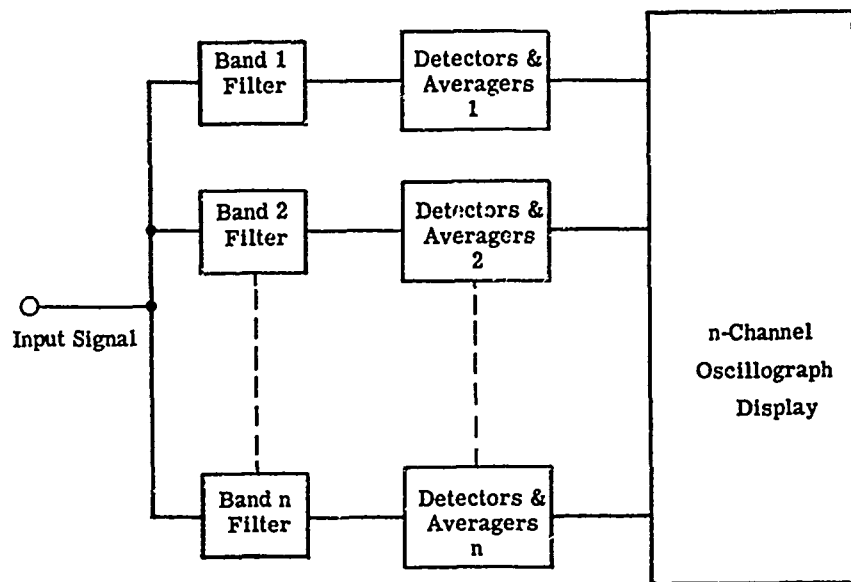 Band 1
Filter
Detectors &
Averagers
1
Band 2
Filter
Detectors &
Averagers
2
Input Signal
n-Channel
Oscillograph
Display
Band n
Filter
Detectors &
Averagers
n